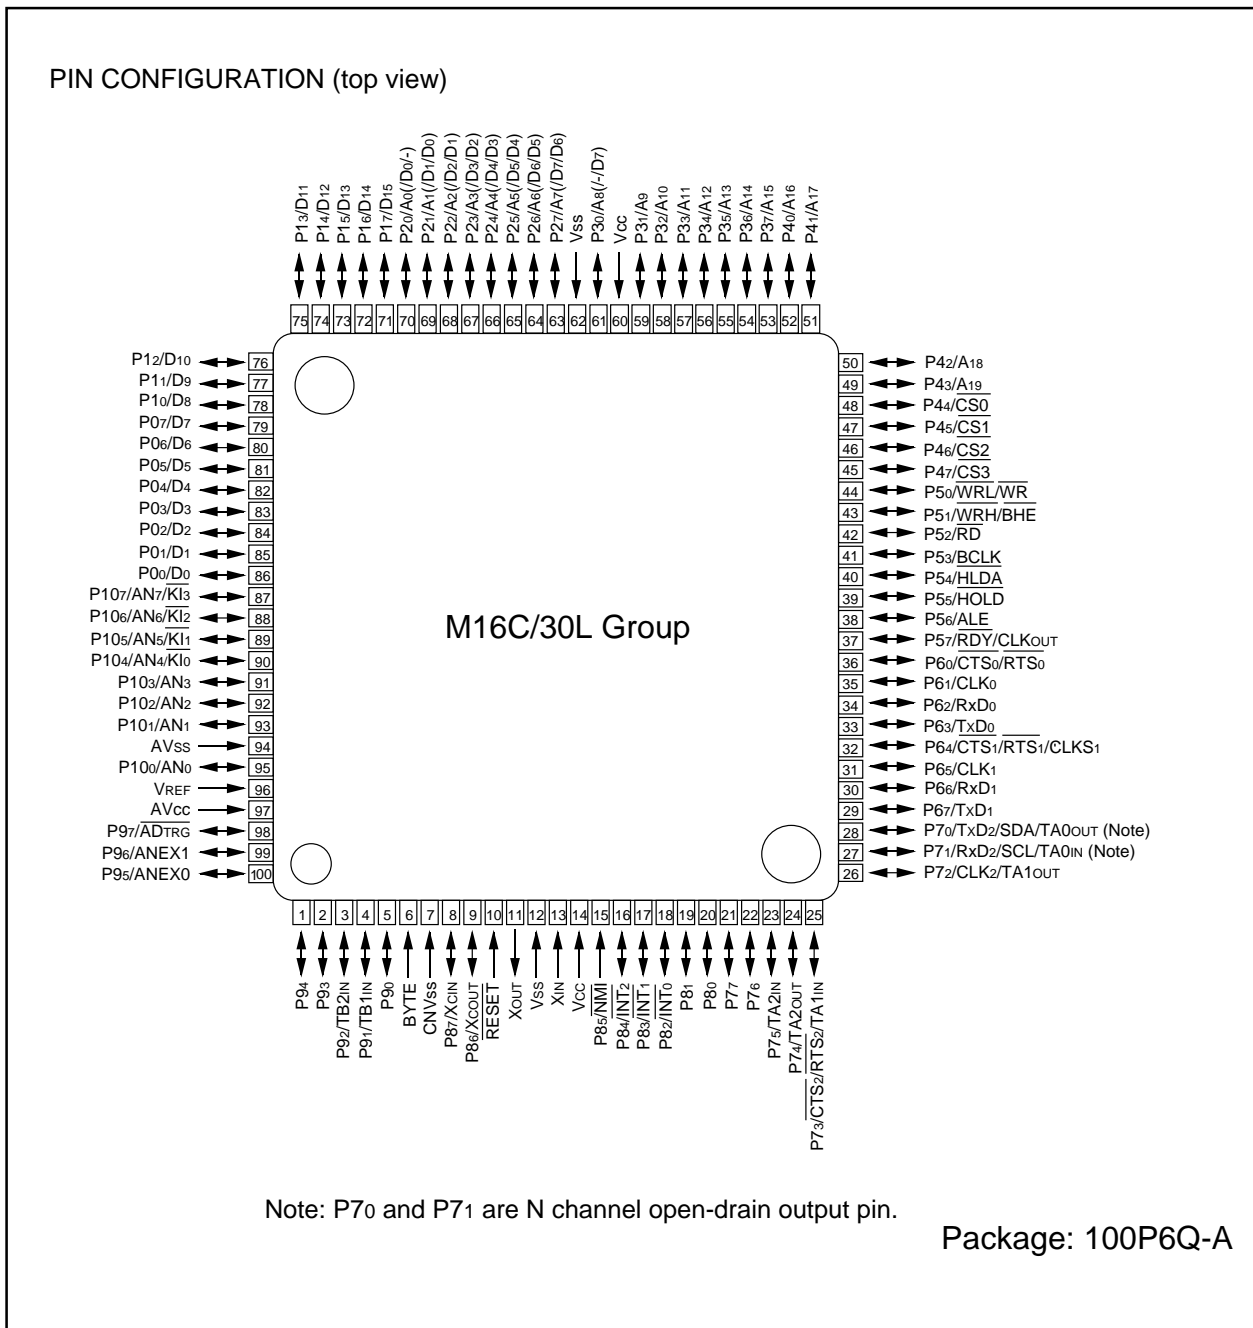 PIN CONFIGURATION (top view)
P13/D11
P14/D12
P15/D13
P16/D14
P17/D15
P20/A0(/D0/-)
P21/A1(/D1/D0)
P22/A2(/D2/D1)
P23/A3(/D3/D2)
P24/A4(/D4/D3)
P25/A5(/D5/D4)
P26/A6(/D6/D5)
P27/A7(/D7/D6)
Vss
P30/A8(/-/D7)
Vcc
P31/A9
P32/A10
P33/A11
P34/A12
P35/A13
P36/A14
P37/A15
P40/A16
P41/A17
75 74 73 72 71 70 69 68 67 66 65 64 63 62 61 60 59 58 57 56 55 54 53 52 51
P12/D10 76
P11/D9 77
P10/D8 78
P07/D7 79
P06/D6 80
P05/D5 81
P04/D4 82
P03/D3 83
P02/D2 84
P01/D1 85
P00/D0 86
P107/AN7/KI3 87
P106/AN6/KI2 88
P105/AN5/KI1 89
P104/AN4/KI0 90
P103/AN3 91
P102/AN2 92
P101/AN1 93
AVSS 94
P100/AN0 95
VREF 96
AVcc 97
P97/ADTRG 98
P96/ANEX1 99
P95/ANEX0 100
M16C/30L Group
50 P42/A18
49 P43/A19
48 P44/CS0
47 P45/CS1
46 P46/CS2
45 P47/CS3
44 P50/WRL/WR
43 P51/WRH/BHE
42 P52/RD
41 P53/BCLK
40 P54/HLDA
39 P55/HOLD
38 P56/ALE
37 P57/RDY/CLKOUT
36 P60/CTS0/RTS0
35 P61/CLK0
34 P62/RxD0
33 P63/TXD0
32 P64/CTS1/RTS1/CLKS1
31 P65/CLK1
30 P66/RxD1
29 P67/TXD1
28 P70/TXD2/SDA/TA0OUT (Note)
27 P71/RxD2/SCL/TA0IN (Note)
26 P72/CLK2/TA1OUT
1 2 3 4 5 6 7 8 9 10 11 12 13 14 15 16 17 18 19 20 21 22 23 24 25
P94
P93
P92/TB2IN
P91/TB1IN
P90
BYTE
CNVss
P87/XCIN
P86/XCOUT
RESET
XOUT
VSS
XIN
VCC
P85/NMI
P84/INT2
P83/INT1
P82/INT0
P81
P80
P77
P76
P75/TA2IN
P74/TA2OUT
P73/CTS2/RTS2/TA1IN
Note: P70 and P71 are N channel open-drain output pin.
Package: 100P6Q-A